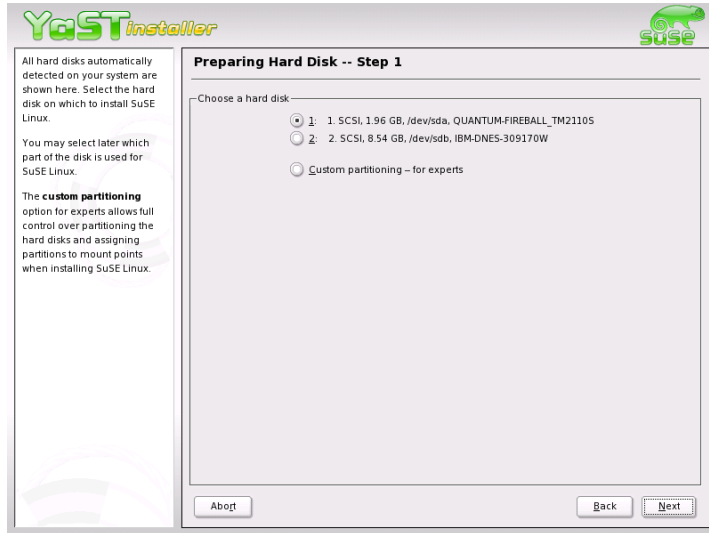 YaST installer
SuSE
All hard disks automatically
detected on your system are
shown here. Select the hard
disk on which to install SuSE
Linux.
You may select later which
part of the disk is used for
SuSE Linux.
The custom partitioning
option for experts allows full
control over partitioning the
hard disks and assigning
partitions to mount points
when installing SuSE Linux.
Preparing Hard Disk -- Step 1
Choose a hard disk
1: 1. SCSI, 1.96 GB, /dev/sda, QUANTUM-FIREBALL_TM2110S
2: 2. SCSI, 8.54 GB, /dev/sdb, IBM-DNES-309170W
Custom partitioning – for experts
Abort
Back
Next